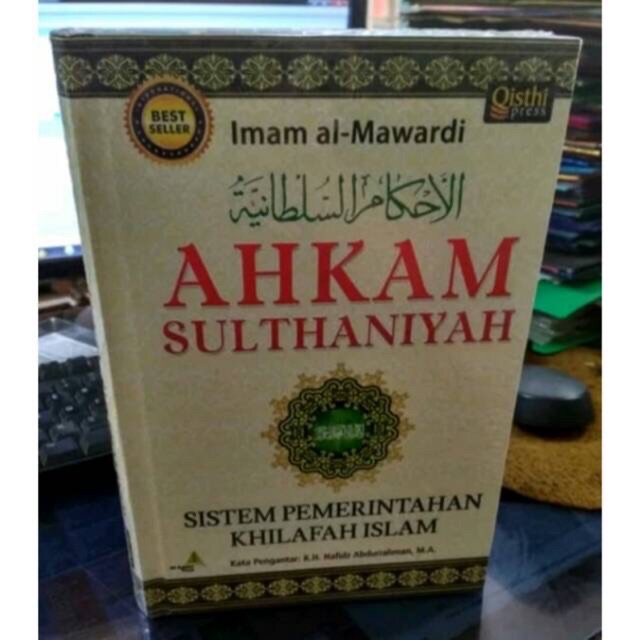 BEST
SELLER
Qisthi
press
Imam al-Mawardi
الأحكام السلطانية
AHKAM
SULTHANIYAH
SISTEM PEMERINTAHAN
KHILAFAH ISLAM
Kata Pengantar: K.H. Hafidz Abdurrahman, M.A.